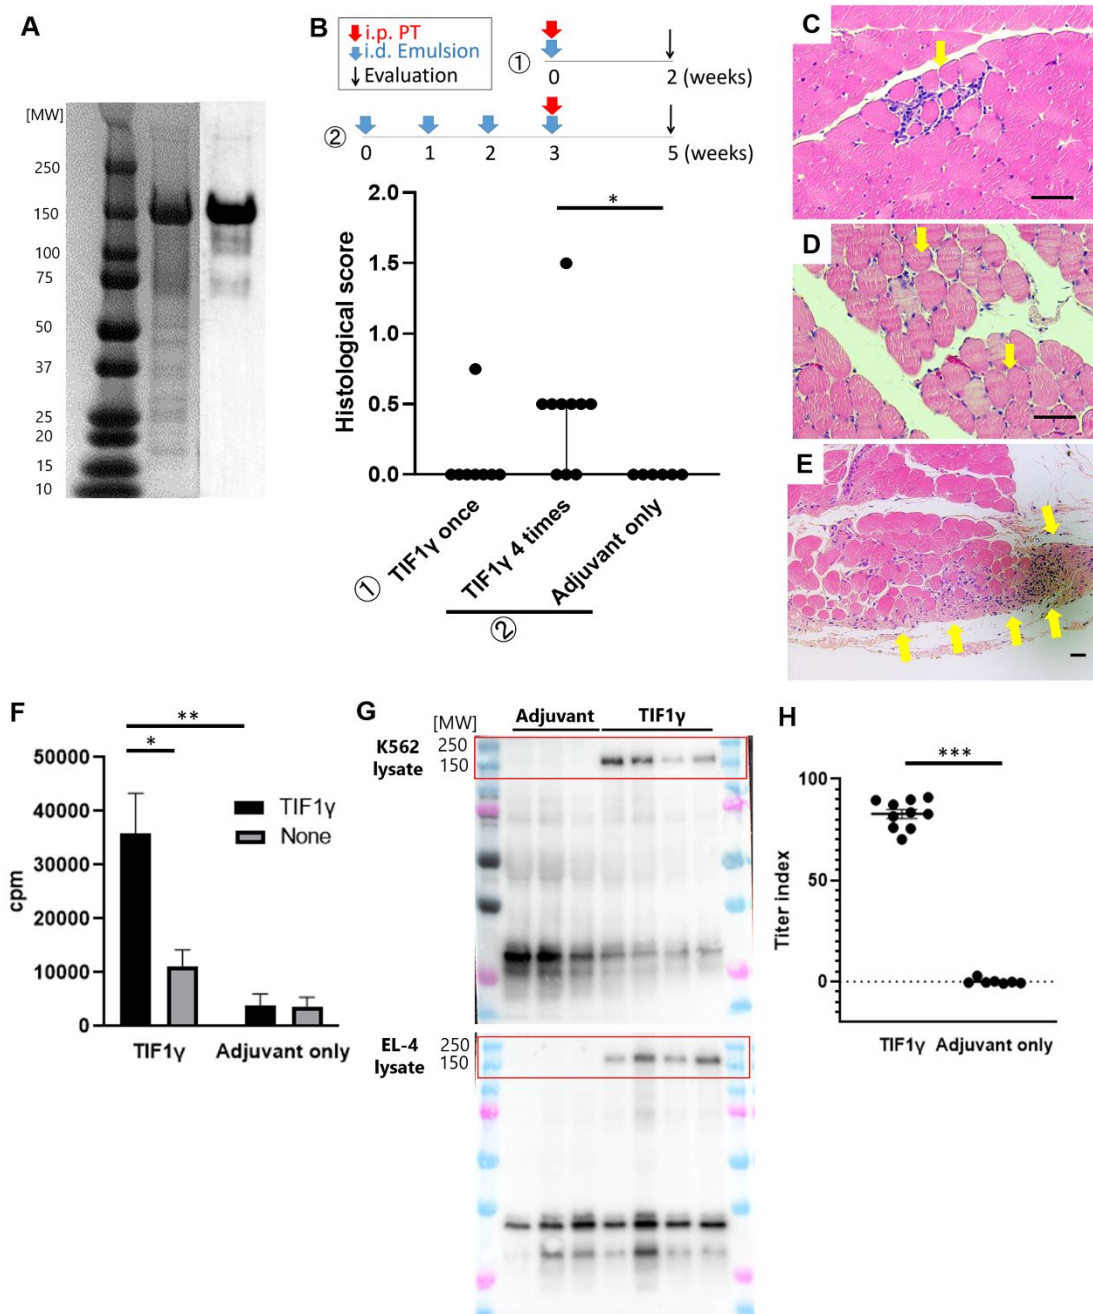 A
[MW]
250
150
100
75
50
37
25
20
15
10
B
i.p. PT
i.d. Emulsion
Evaluation
①
0
2 (weeks)
②
0
1
2
3
5 (weeks)
Histological score
2.0
1.5
1.0
0.5
0.0
*
TIF1γ once
TIF1γ 4 times
Adjuvant only
①
②
C
D
E
F
**
*
cpm
50000
40000
30000
20000
10000
0
TIF1γ
None
TIF1γ
Adjuvant only
G
[MW]
Adjuvant
TIF1γ
K562
lysate
250
150
EL-4
lysate
250
150
H
***
Titer index
100
50
0
TIF1γ
Adjuvant only